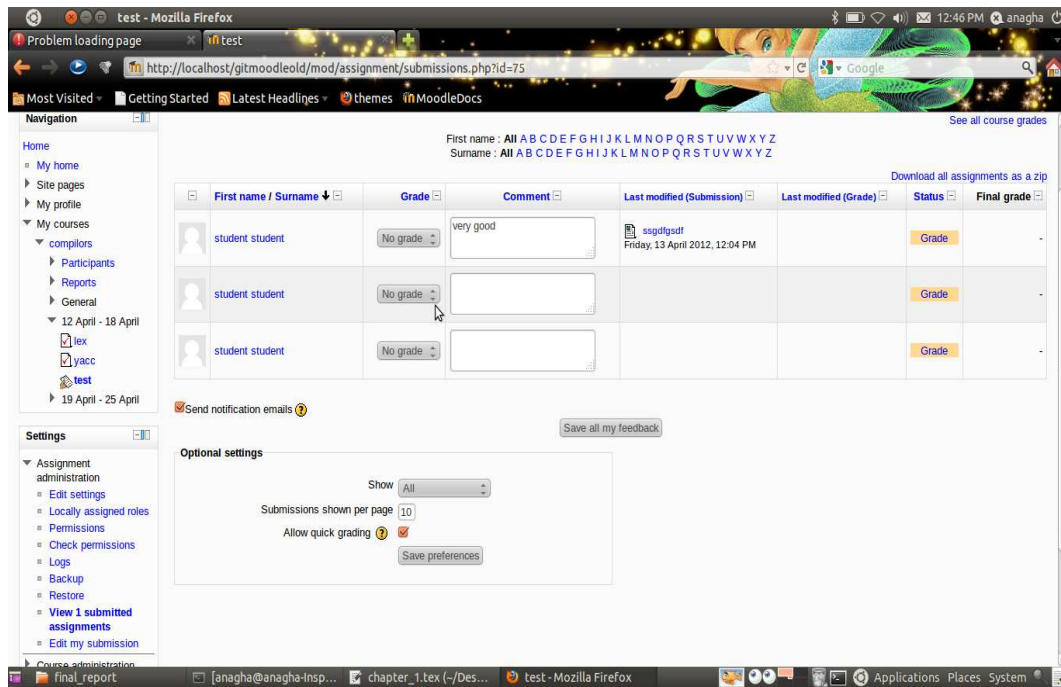 test - Mozilla Firefox
12:46 PM anagha
Problem loading page
test
http://localhost/gitmoodleold/mod/assignment/submissions.php?id=75
Google
Most Visited Getting Started Latest Headlines themes MoodleDocs
Navigation
Home
My home
Site pages
My profile
My courses
compilors
Participants
Reports
General
12 April - 18 April
lex
yacc
test
19 April - 25 April
Settings
Assignment
administration
Edit settings
Locally assigned roles
Permissions
Check permissions
Logs
Backup
Restore
View 1 submitted
assignments
Edit my submission
Course administration
See all course grades
First name : All A B C D E F G H I J K L M N O P Q R S T U V W X Y Z
Surname : All A B C D E F G H I J K L M N O P Q R S T U V W X Y Z
Download all assignments as a zip
First name / Surname Grade Comment Last modified (Submission) Last modified (Grade) Status Final grade
student student No grade very good ssgdfgsdf Grade -
Friday, 13 April 2012, 12:04 PM
student student No grade Grade -
student student No grade Grade -
Send notification emails
Save all my feedback
Optional settings
Show All
Submissions shown per page 10
Allow quick grading
Save preferences
final_report [anagha@anagha-Insp... chapter_1.tex (~/Des... test - Mozilla Firefox Applications Places System